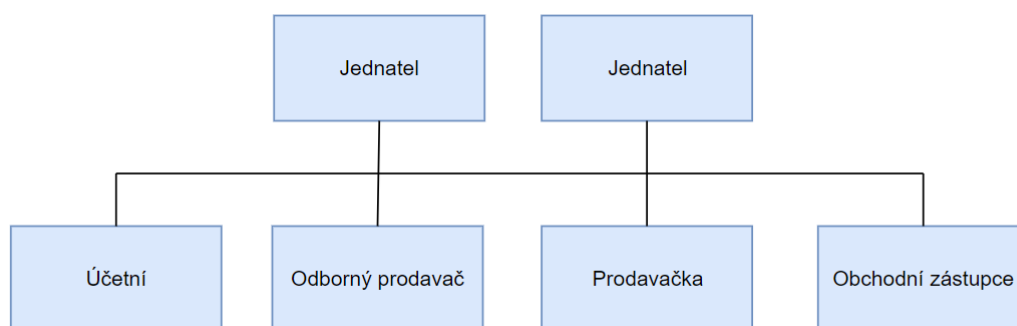 Jednatel
Jednatel
Účetní
Odborný prodavač
Prodavačka
Obchodní zástupce